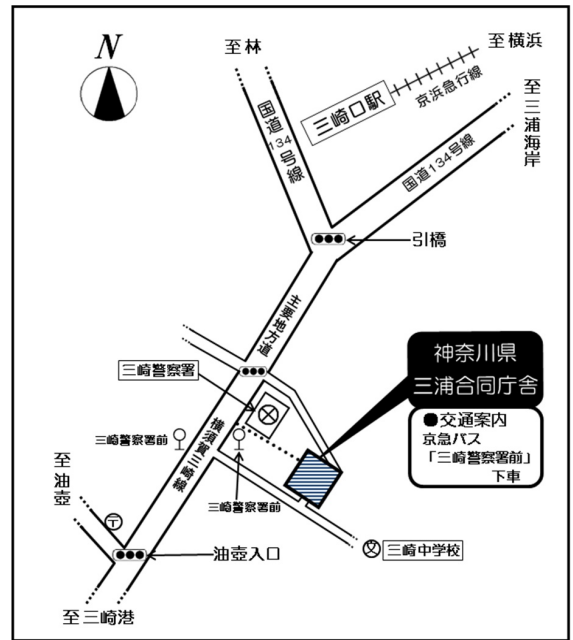 N
至林
至横浜
三崎口駅
京浜急行線
至三浦海岸
国道134号線
国道134号線
引橋
主要地方道
神奈川県
三浦合同庁舎
三崎警察署
●交通案内
京急バス
「三崎警察署前」
下車
三崎警察署前
横須賀三崎線
至油壺
三崎警察署前
〒
油壺入口
文
三崎中学校
至三崎港